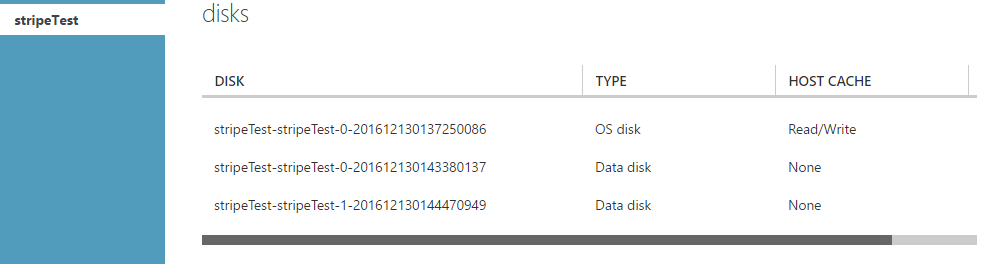 stripeTest
disks
DISK TYPE HOST CACHE
stripeTest-stripeTest-0-201612130137250086 OS disk Read/Write
stripeTest-stripeTest-0-201612130143380137 Data disk None
stripeTest-stripeTest-1-201612130144470949 Data disk None